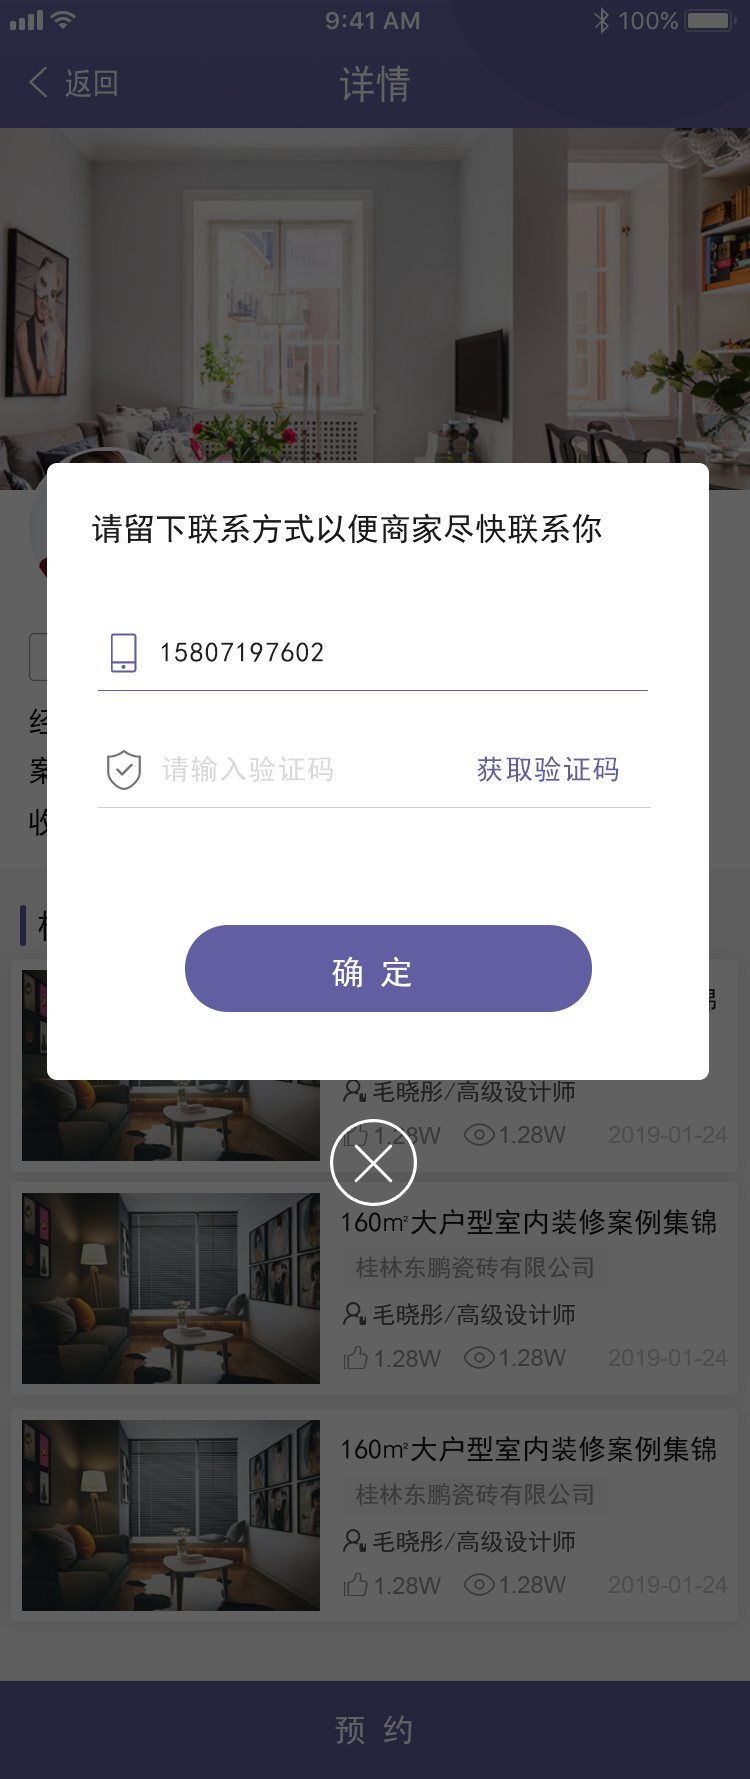 9:41 AM
100%
返回
详情
请留下联系方式以便商家尽快联系你
15807197602
请输入验证码
获取验证码
经
案
收
确 定
锦
毛晓彤/高级设计师
1.28W
1.28W
2019-01-24
160㎡大户型室内装修案例集锦
桂林东鹏瓷砖有限公司
毛晓彤/高级设计师
1.28W
1.28W
2019-01-24
160㎡大户型室内装修案例集锦
桂林东鹏瓷砖有限公司
毛晓彤/高级设计师
1.28W
1.28W
2019-01-24
预 约